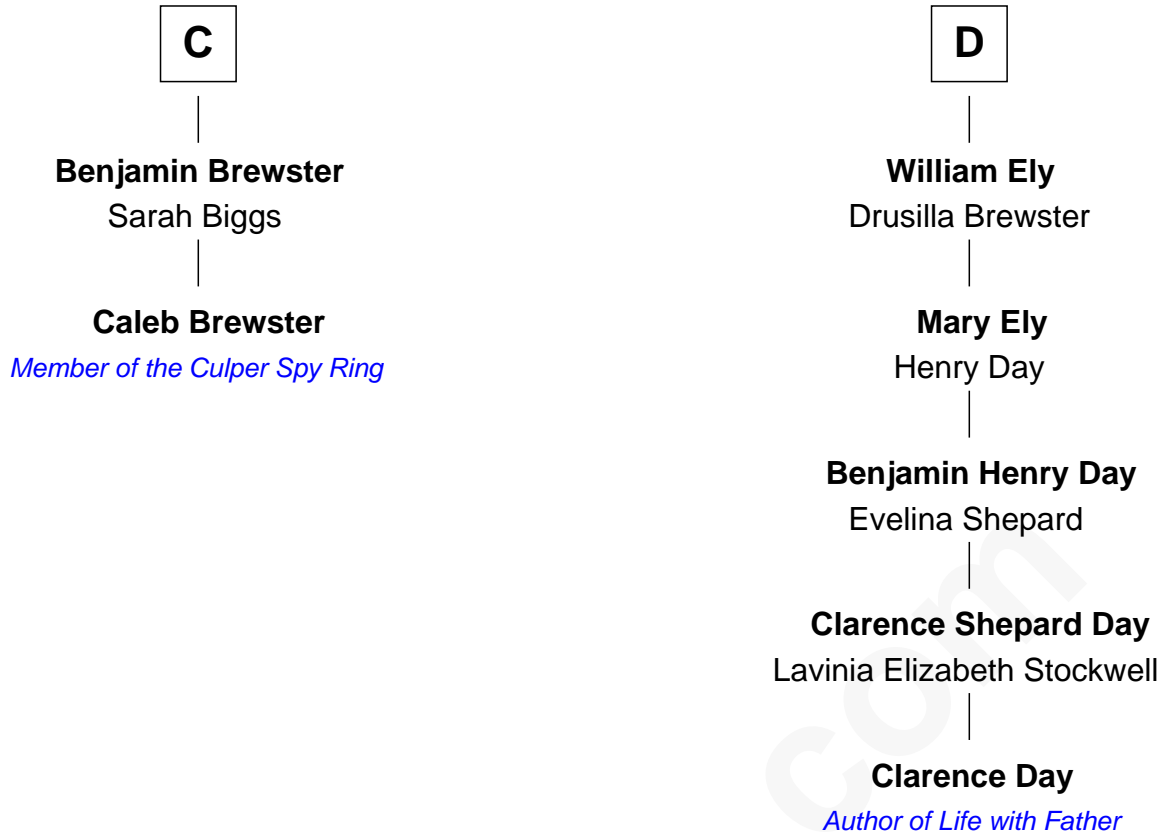 C
Benjamin Brewster
Sarah Biggs
Caleb Brewster
Member of the Culper Spy Ring
D
William Ely
Drusilla Brewster
Mary Ely
Henry Day
Benjamin Henry Day
Evelina Shepard
Clarence Shepard Day
Lavinia Elizabeth Stockwell
Clarence Day
Author of Life with Father
com